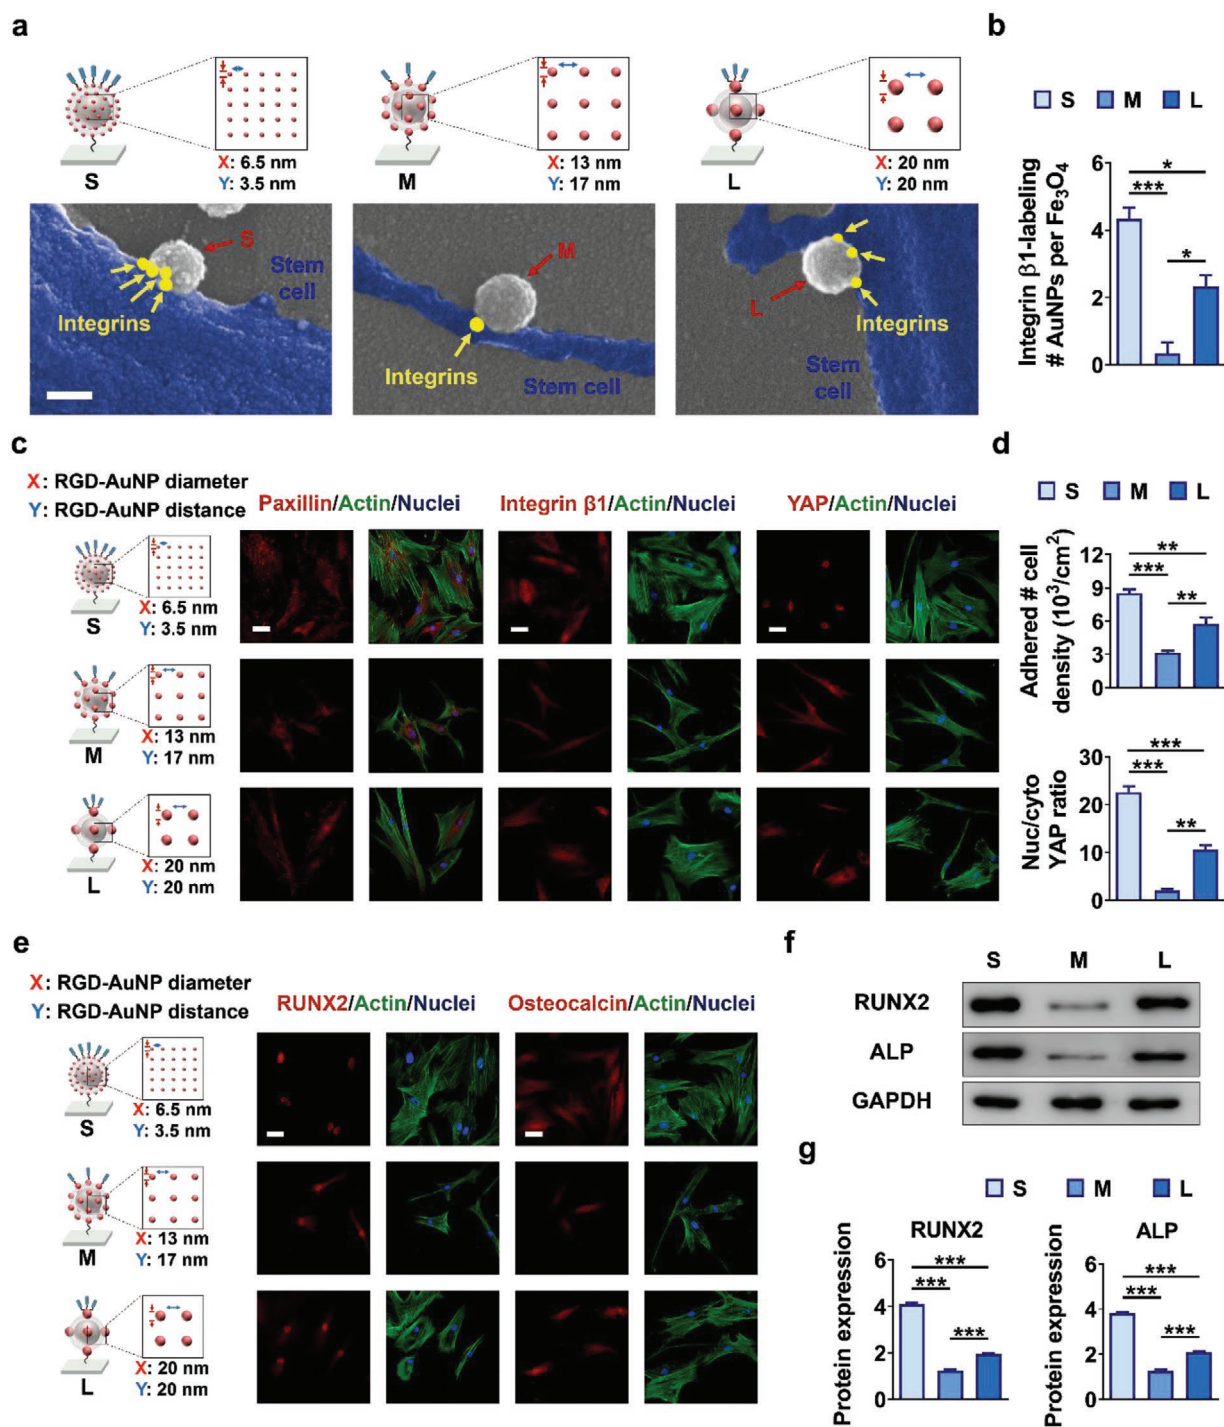 a
X: 6.5 nm
Y: 3.5 nm
S
X: 13 nm
Y: 17 nm
M
X: 20 nm
Y: 20 nm
L
S
Stem
cell
Integrins
M
Integrins
Stem cell
L
Integrins
Stem
cell
b
S M L
Integrin β1-labeling
# AuNPs per Fe3O4
6
4
2
0
*
***
*
c
X: RGD-AuNP diameter
Y: RGD-AuNP distance
Paxillin/Actin/Nuclei Integrin β1/Actin/Nuclei YAP/Actin/Nuclei
X: 6.5 nm
Y: 3.5 nm
S
X: 13 nm
Y: 17 nm
M
X: 20 nm
Y: 20 nm
L
d
S M L
Adhered # cell
density (10³/cm²)
12
9
6
3
0
**
***
**
Nuc/cyto
YAP ratio
30
20
10
0
***
***
**
e
X: RGD-AuNP diameter
Y: RGD-AuNP distance
RUNX2/Actin/Nuclei Osteocalcin/Actin/Nuclei
X: 6.5 nm
Y: 3.5 nm
S
X: 13 nm
Y: 17 nm
M
X: 20 nm
Y: 20 nm
L
f
S M L
RUNX2
ALP
GAPDH
g
S M L
RUNX2
Protein expression
6
4
2
0
***
***
***
ALP
Protein expression
6
4
2
0
***
***
***